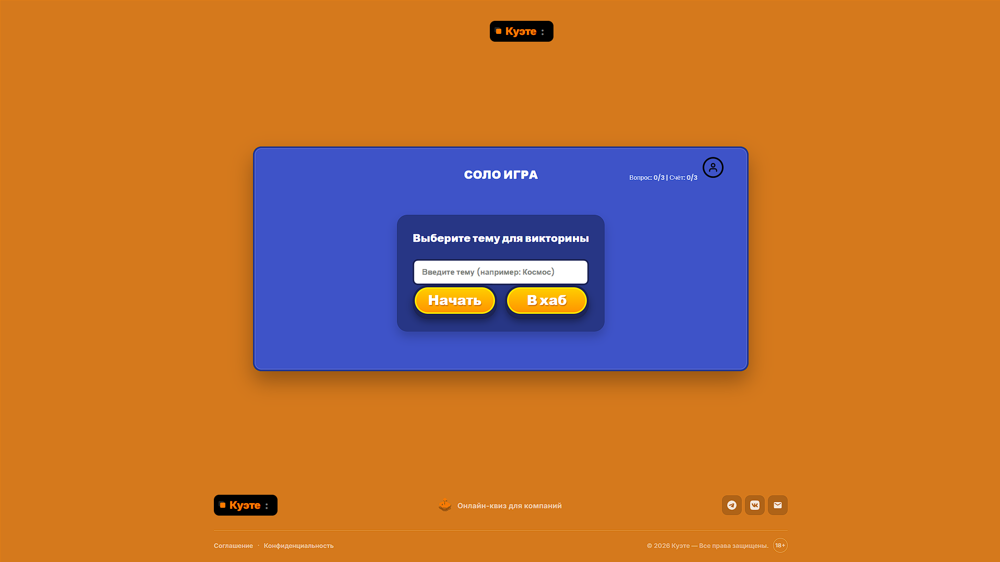 Куэте :
СОЛО ИГРА
Вопрос: 0/3 | Счёт: 0/3
Выберите тему для викторины
Введите тему (например: Космос)
Начать
В хаб
Куэте :
Онлайн-квиз для компаний
Соглашение · Конфиденциальность
© 2026 Куэте — Все права защищены. 18+